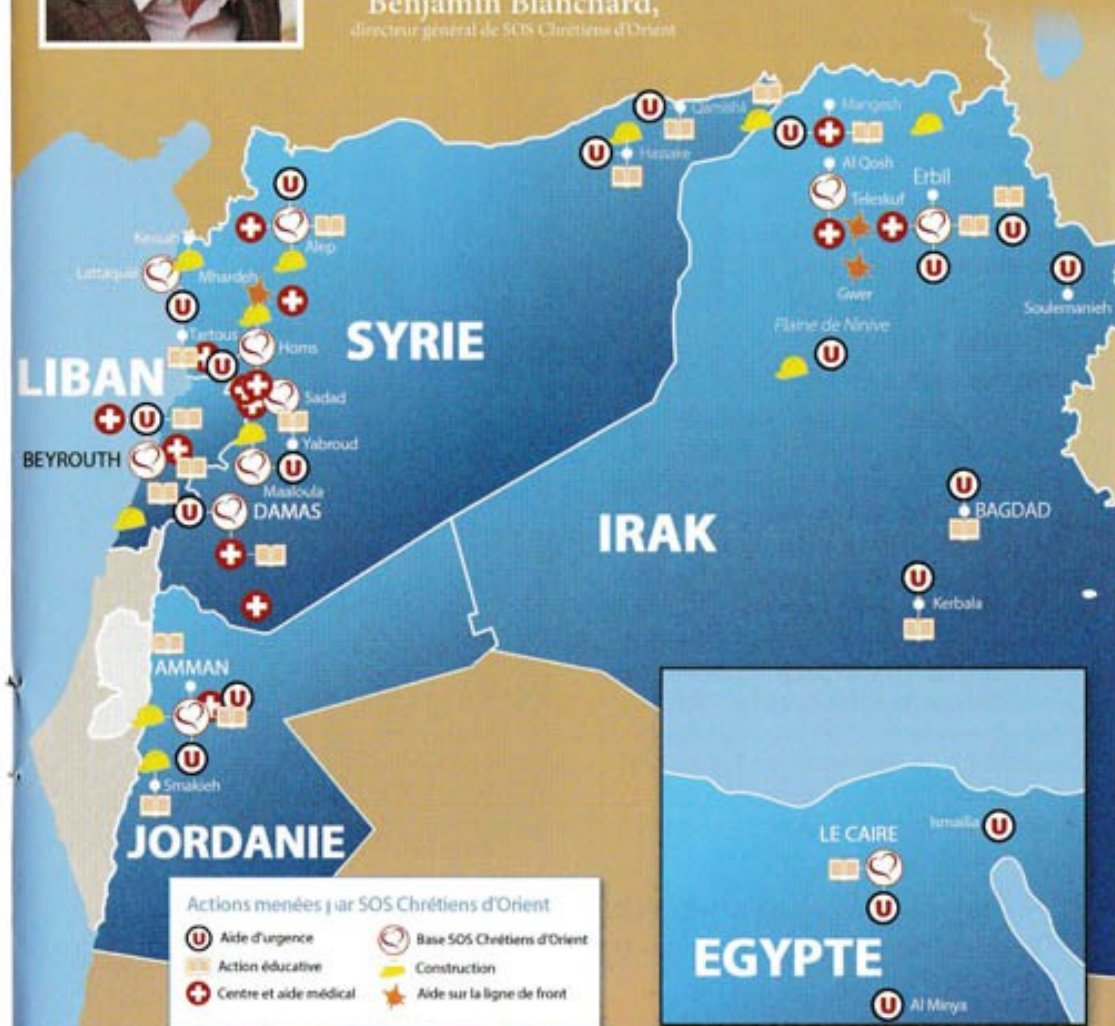 Benjamin Blanchard,
directeur général de SOS Chrétiens d'Orient
Qamishli
Mangesh
Hassake
Al Qosh
Erbil
Teleskuf
Kessab
Alep
Lattaquié
Mhardeh
Gwer
Soulemanieh
Tartous
Plaine de Ninive
Homs
SYRIE
LIBAN
Sadad
Yabroud
BEYROUTH
Maaloula
DAMAS
BAGDAD
IRAK
Kerbala
AMMAN
Smakieh
JORDANIE
Ismaïlia
LE CAIRE
EGYPTE
Al Minya
Actions menées par SOS Chrétiens d'Orient
U Aide d'urgence
Base SOS Chrétiens d'Orient
Action éducative
Construction
Centre et aide médical
Aide sur la ligne de front